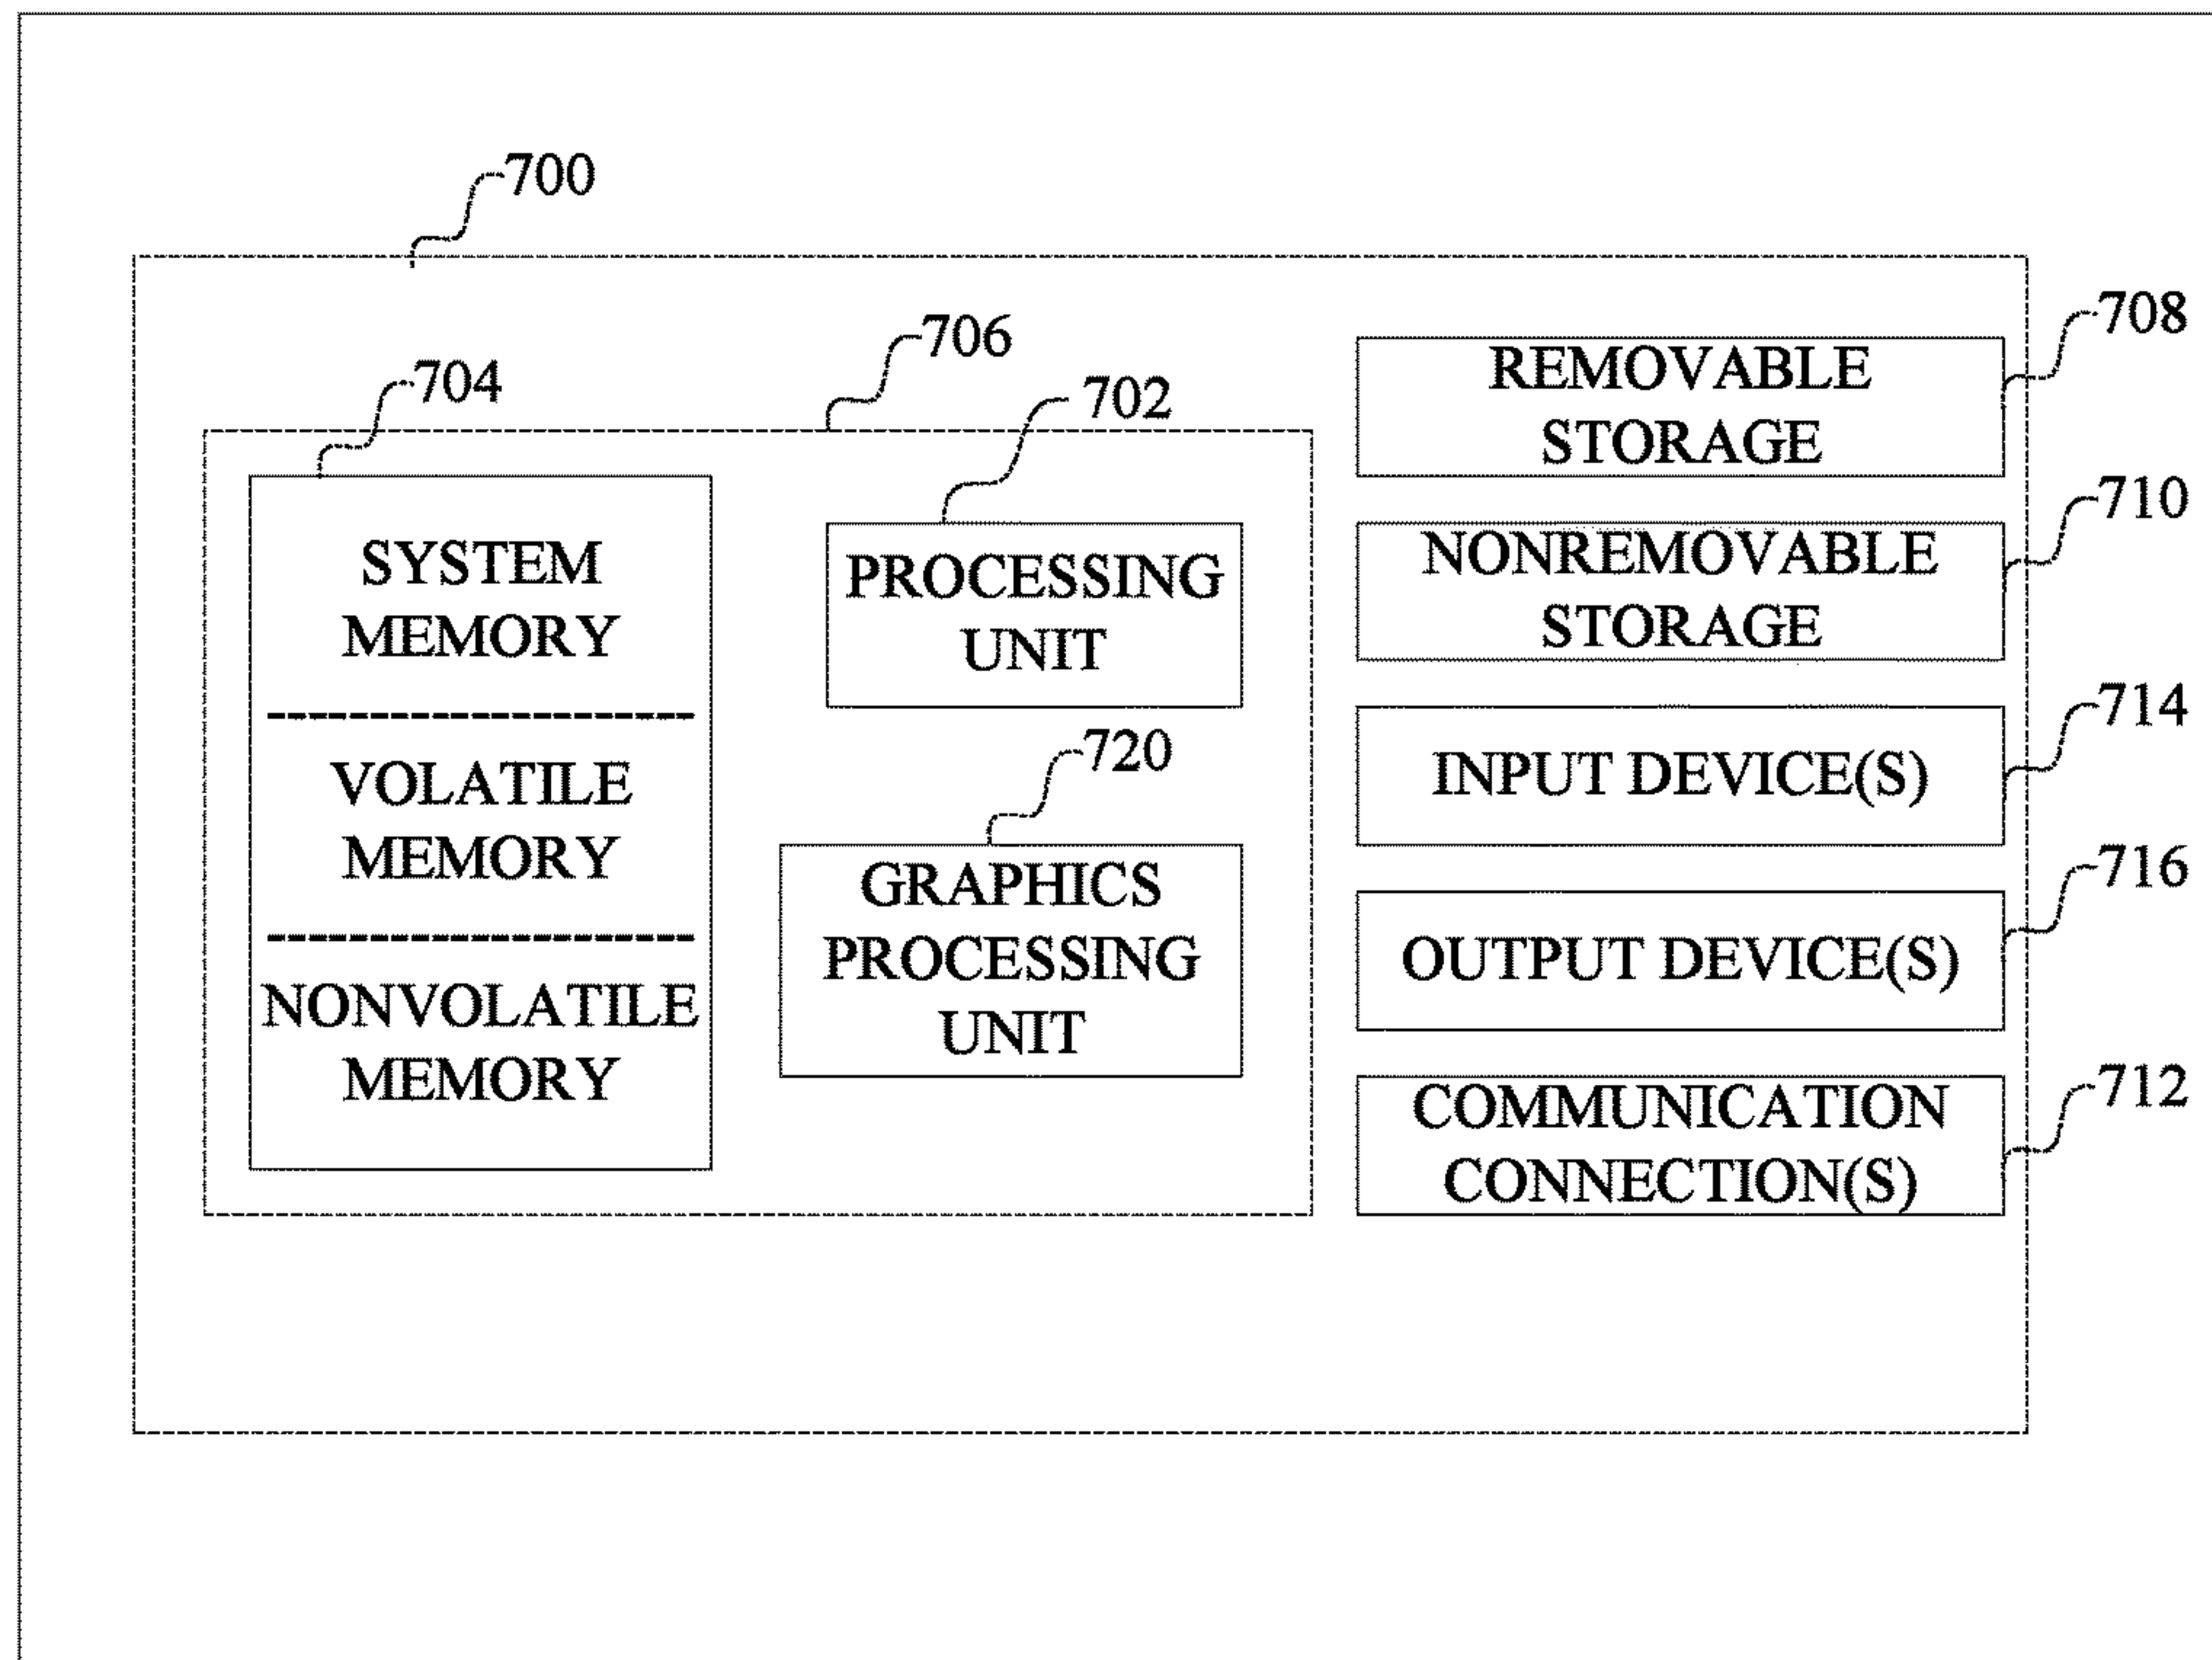 700
706
704
702
708
REMOVABLE
STORAGE
710
NONREMOVABLE
STORAGE
SYSTEM
MEMORY
PROCESSING
UNIT
714
INPUT DEVICE(S)
VOLATILE
MEMORY
720
GRAPHICS
PROCESSING
UNIT
716
OUTPUT DEVICE(S)
NONVOLATILE
MEMORY
712
COMMUNICATION
CONNECTION(S)